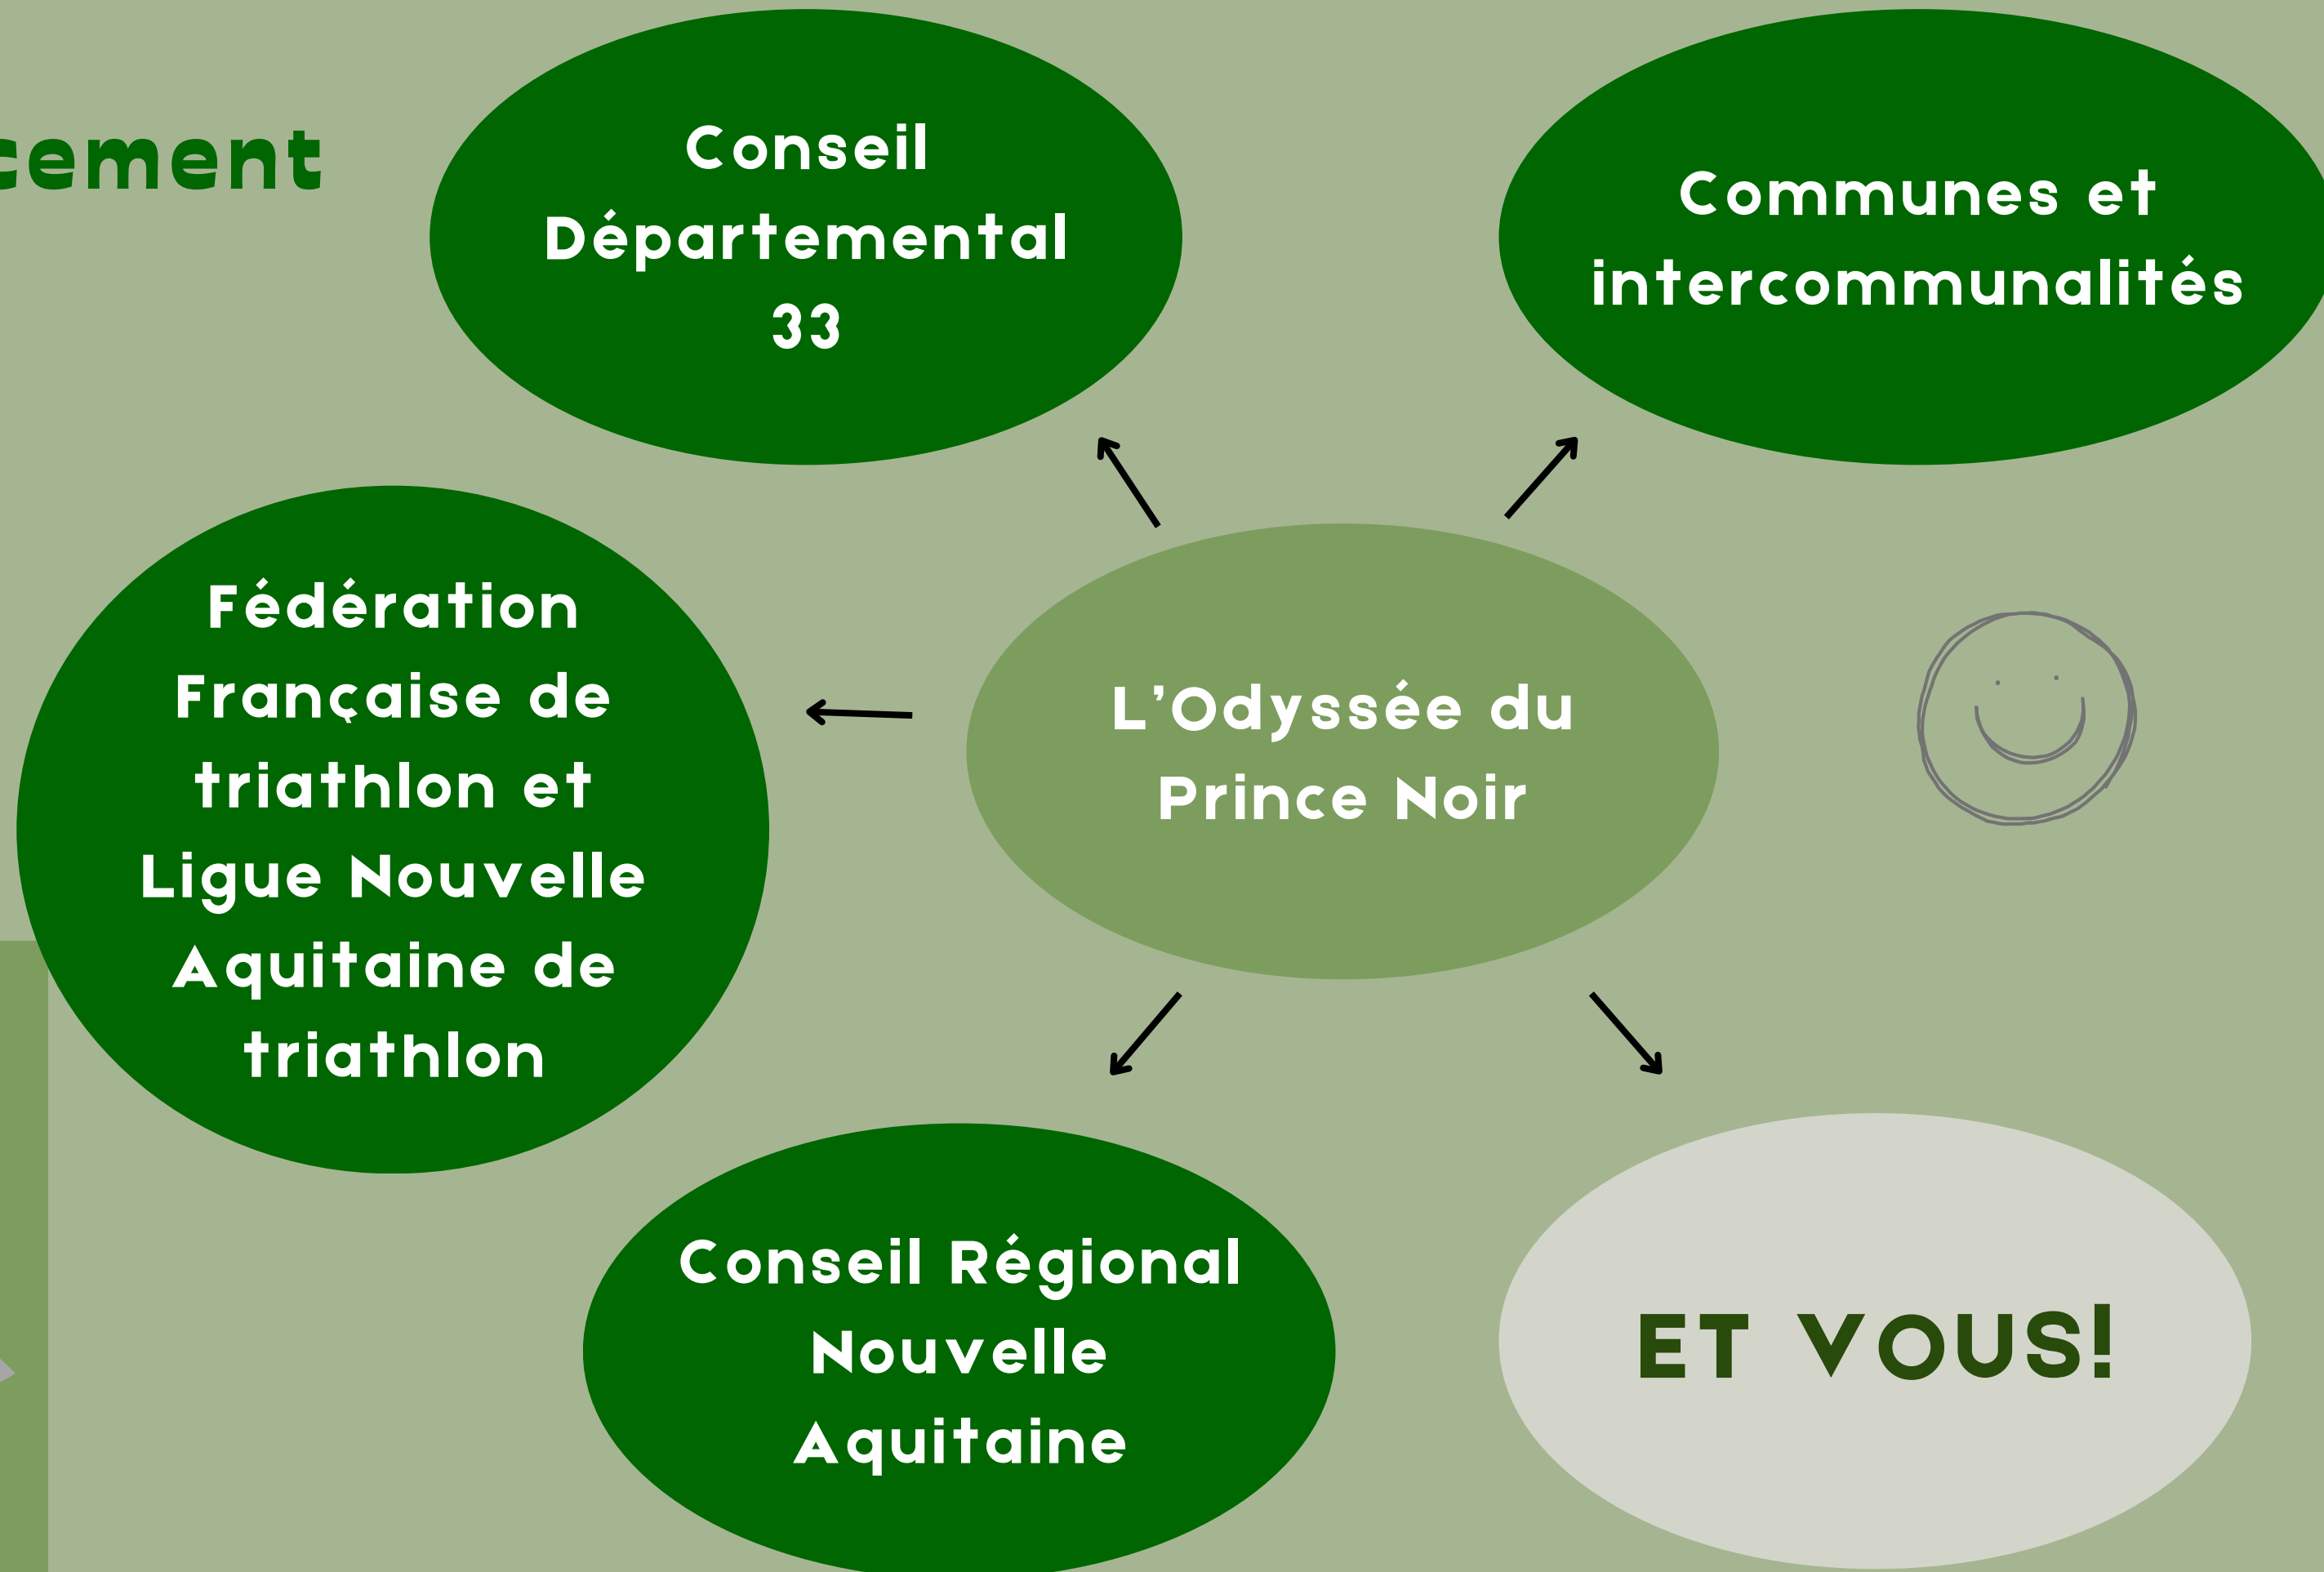 cement
Conseil
Départemental
33
Communes et
intercommunalités
Fédération
Française de
triathlon et
Ligue Nouvelle
Aquitaine de
triathlon
L'Odyssée du
Prince Noir
Conseil Régional
Nouvelle
Aquitaine
ET VOUS!